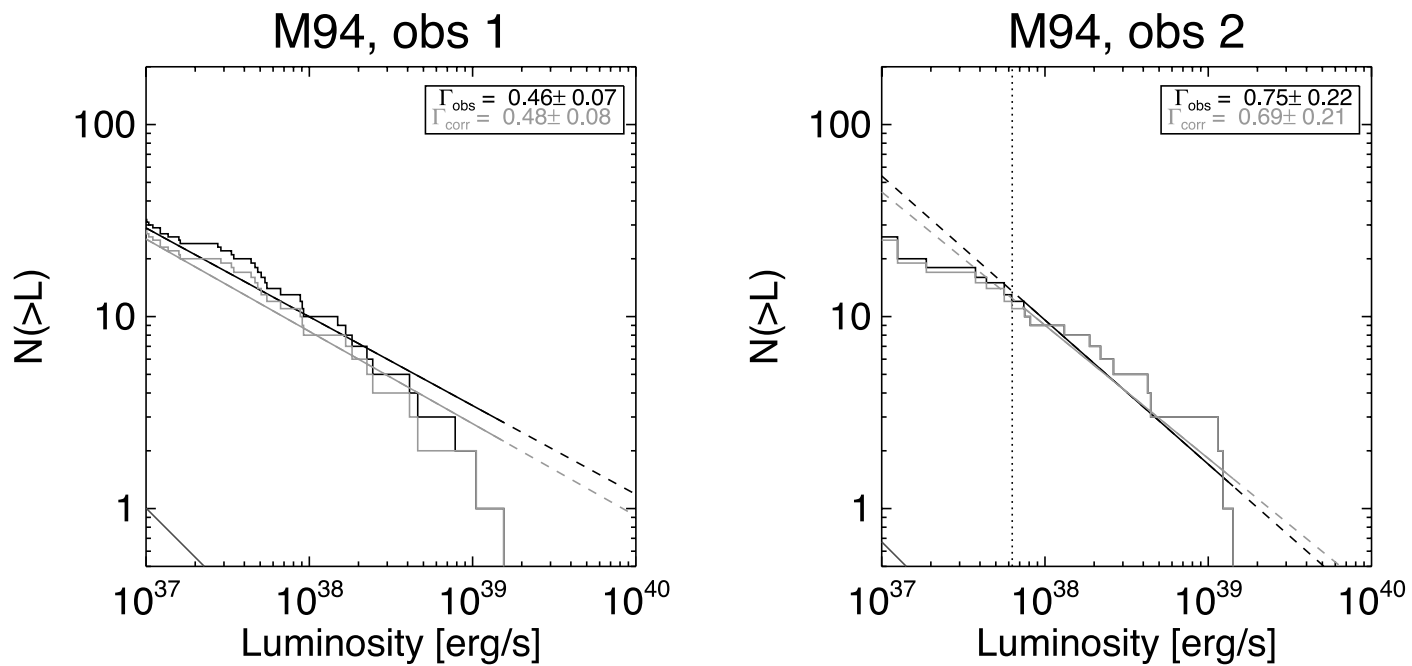 M94, obs 1
Γobs = 0.46± 0.07
Γcorr = 0.48± 0.08
100
10
1
N(>L)
10^37 10^38 10^39 10^40
Luminosity [erg/s]
M94, obs 2
Γobs = 0.75± 0.22
Γcorr = 0.69± 0.21
100
10
1
N(>L)
10^37 10^38 10^39 10^40
Luminosity [erg/s]